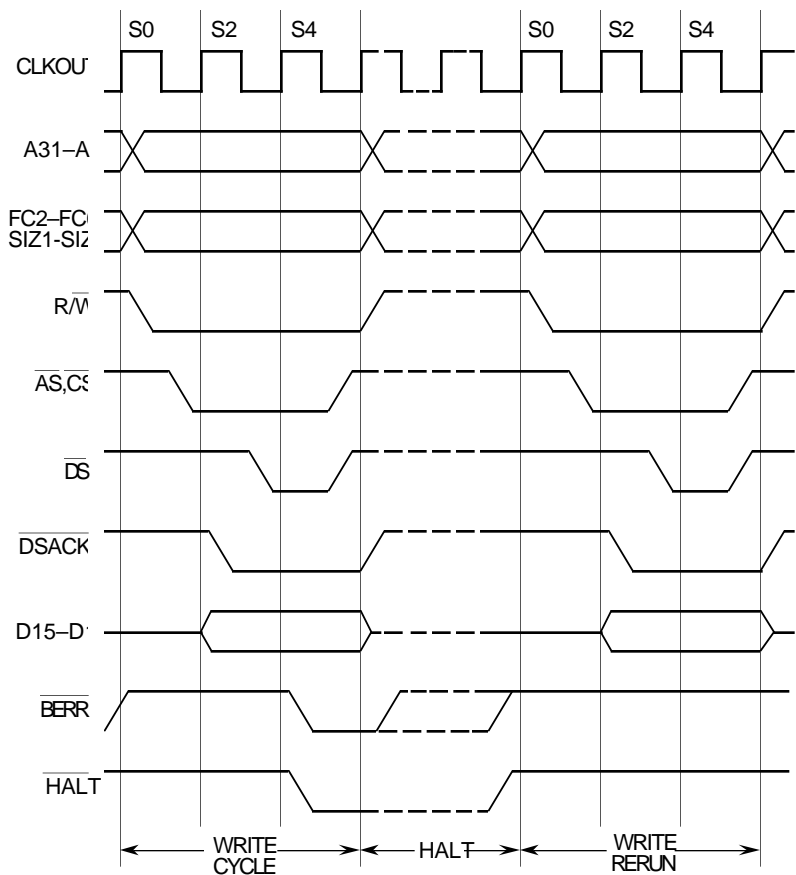 S0 S2 S4 S0 S2 S4
CLKOU
A31–A
FC2–FC
SIZ1-SIZ
R/W
AS,CS
DS
DSACK
D15–D
BERR
HALT
WRITE CYCLE
HALT
WRITE RERUN